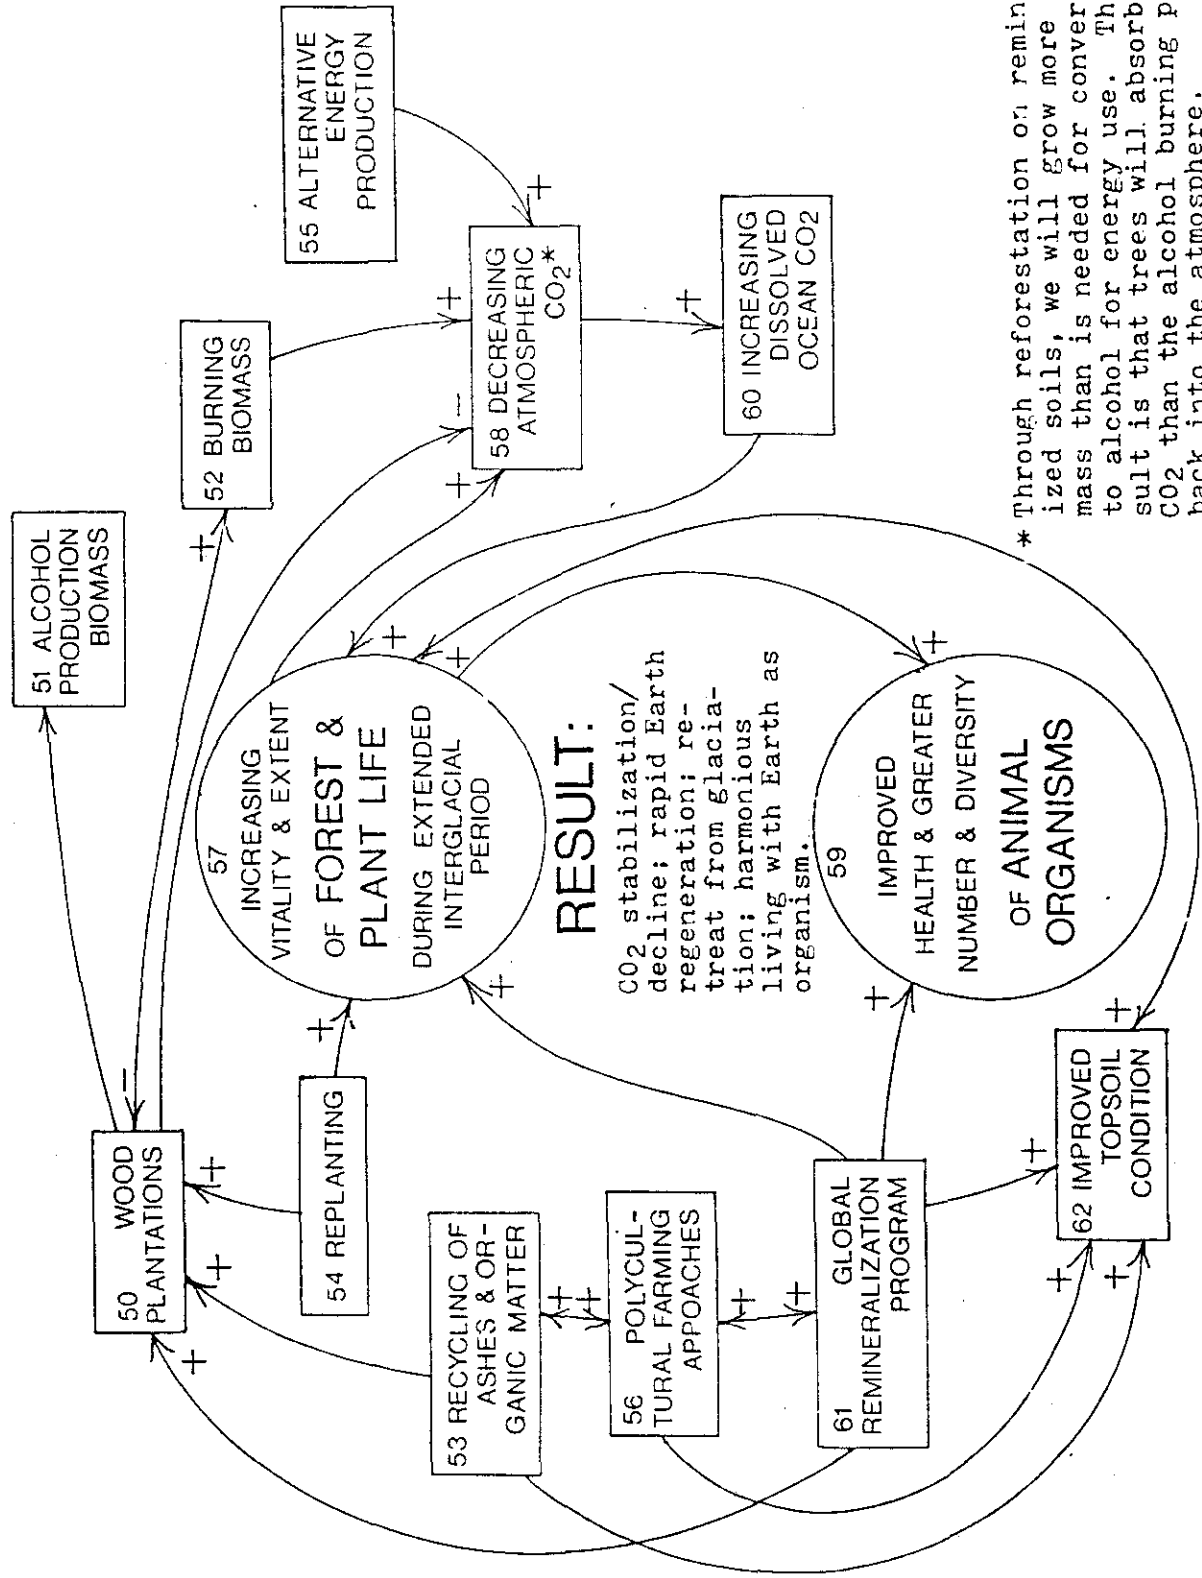 50 WOOD
PLANTATIONS
51 ALCOHOL
PRODUCTION
BIOMASS
52 BURNING
BIOMASS
54 REPLANTING
57
INCREASING
VITALITY & EXTENT
OF FOREST &
PLANT LIFE
DURING EXTENDED
INTERGLACIAL
PERIOD
55 ALTERNATIVE
ENERGY
PRODUCTION
53 RECYCLING OF
ASHES & OR-
GANIC MATTER
58 DECREASING
ATMOSPHERIC
CO2*
56 POLYCUL-
TURAL FARMING
APPOACHES
RESULT:
CO2 stabilization/
decline; rapid Earth
regeneration; re-
treat from glacia-
tion; harmonious
living with Earth as
organism.
60 INCREASING
DISSOLVED
OCEAN CO2
61 GLOBAL
REMINERALIZATION
PROGRAM
59
IMPROVED
HEALTH & GREATER
NUMBER & DIVERSITY
OF ANIMAL
ORGANISMS
62 IMPROVED
TOPSOIL
CONDITION
* Through reforestation on remin
ized soils, we will grow more
mass than is needed for conver
to alcohol for energy use. Th
sult is that trees will absorb
CO2 than the alcohol burning p
back into the atmosphere.